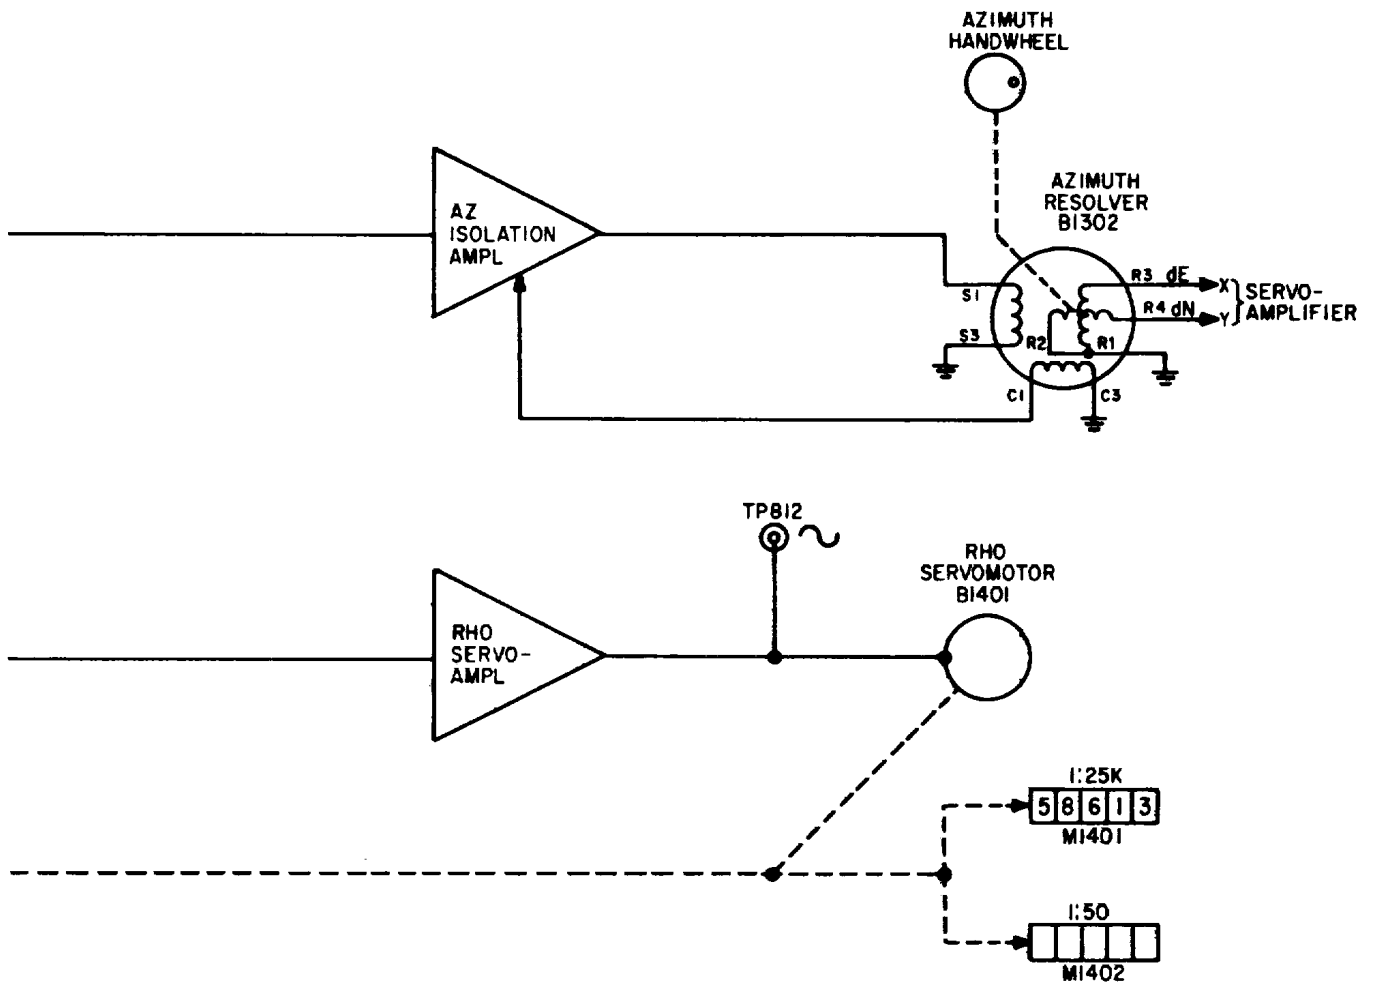 AZIMUTH
HANDWHEEL
AZIMUTH
RESOLVER
B1302
AZ
ISOLATION
AMPL
S1
S3
R3 dE
X
R4 dN
Y
SERVO-
AMPLIFIER
R2
R1
C1
C3
TP812
RHO
SERVOMOTOR
B1401
RHO
SERVO-
AMPL
1:25K
5 8 6 1 3
M1401
1:50
M1402